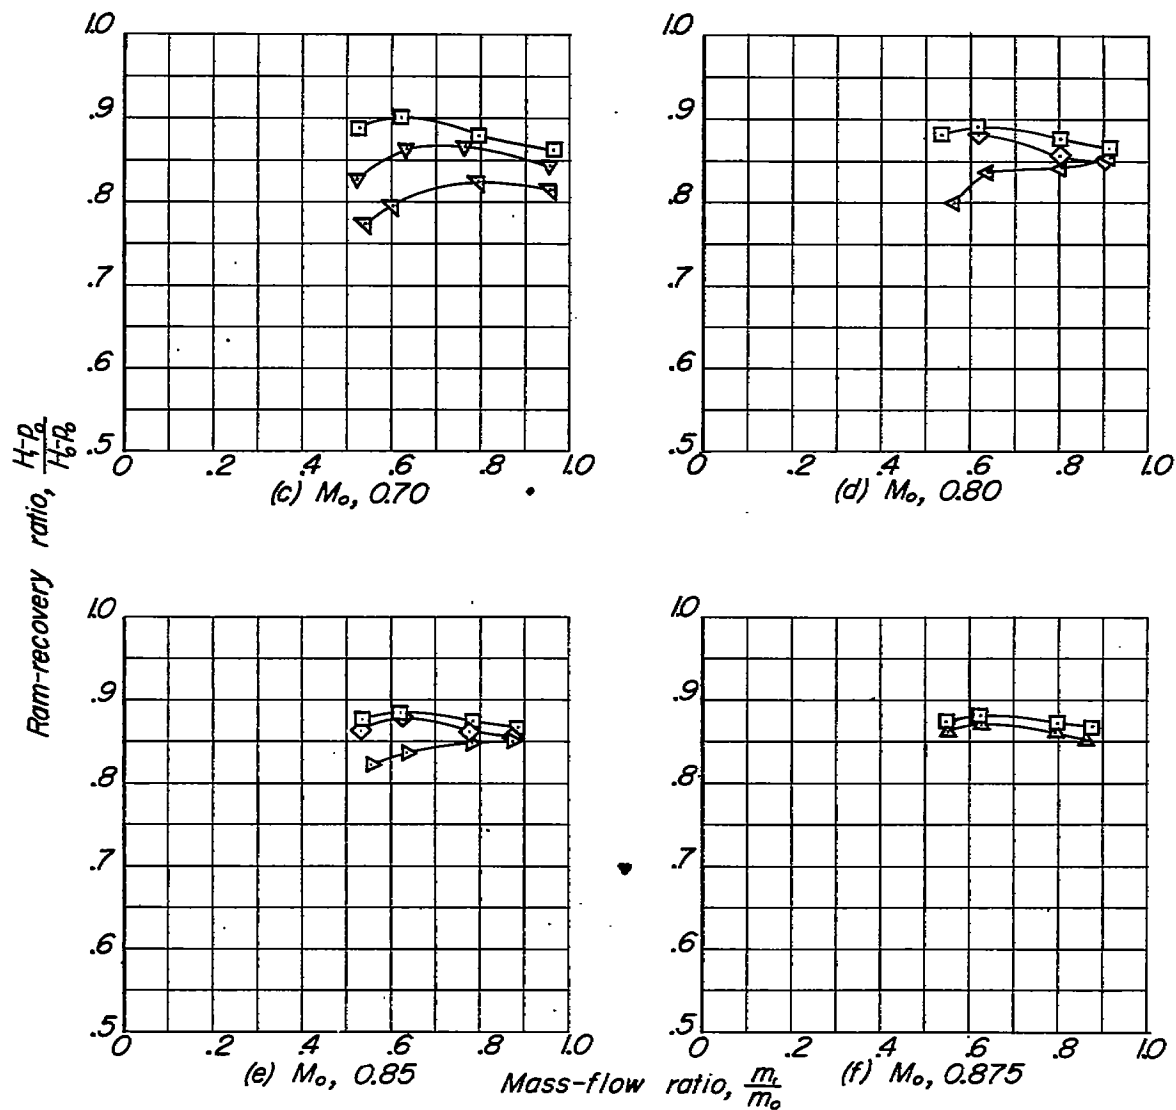 1.0
.9
.8
.7
.6
.5
0 .2 .4 .6 .8 1.0
(c) M₀, 0.70
1.0
.9
.8
.7
.6
.5
0 .2 .4 .6 .8 1.0
(d) M₀, 0.80
Ram-recovery ratio, H₁-p₀/H₀-p₀
1.0
.9
.8
.7
.6
.5
0 .2 .4 .6 .8 1.0
(e) M₀, 0.85
1.0
.9
.8
.7
.6
.5
0 .2 .4 .6 .8 1.0
(f) M₀, 0.875
Mass-flow ratio, m₁/m₀